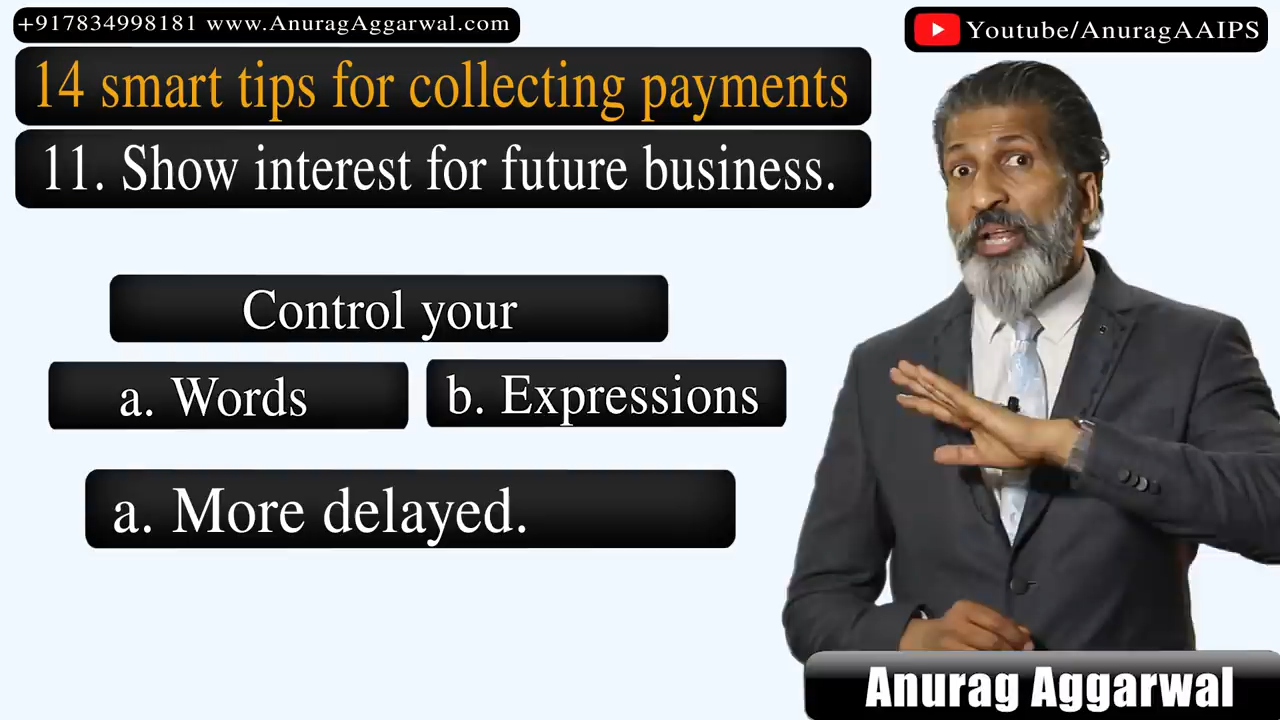 +917834998181 www.AnuragAggarwal.com
Youtube/AnuragAAIPS
14 smart tips for collecting payments
11. Show interest for future business.
Control your
a. Words
b. Expressions
a. More delayed.
Anurag Aggarwal